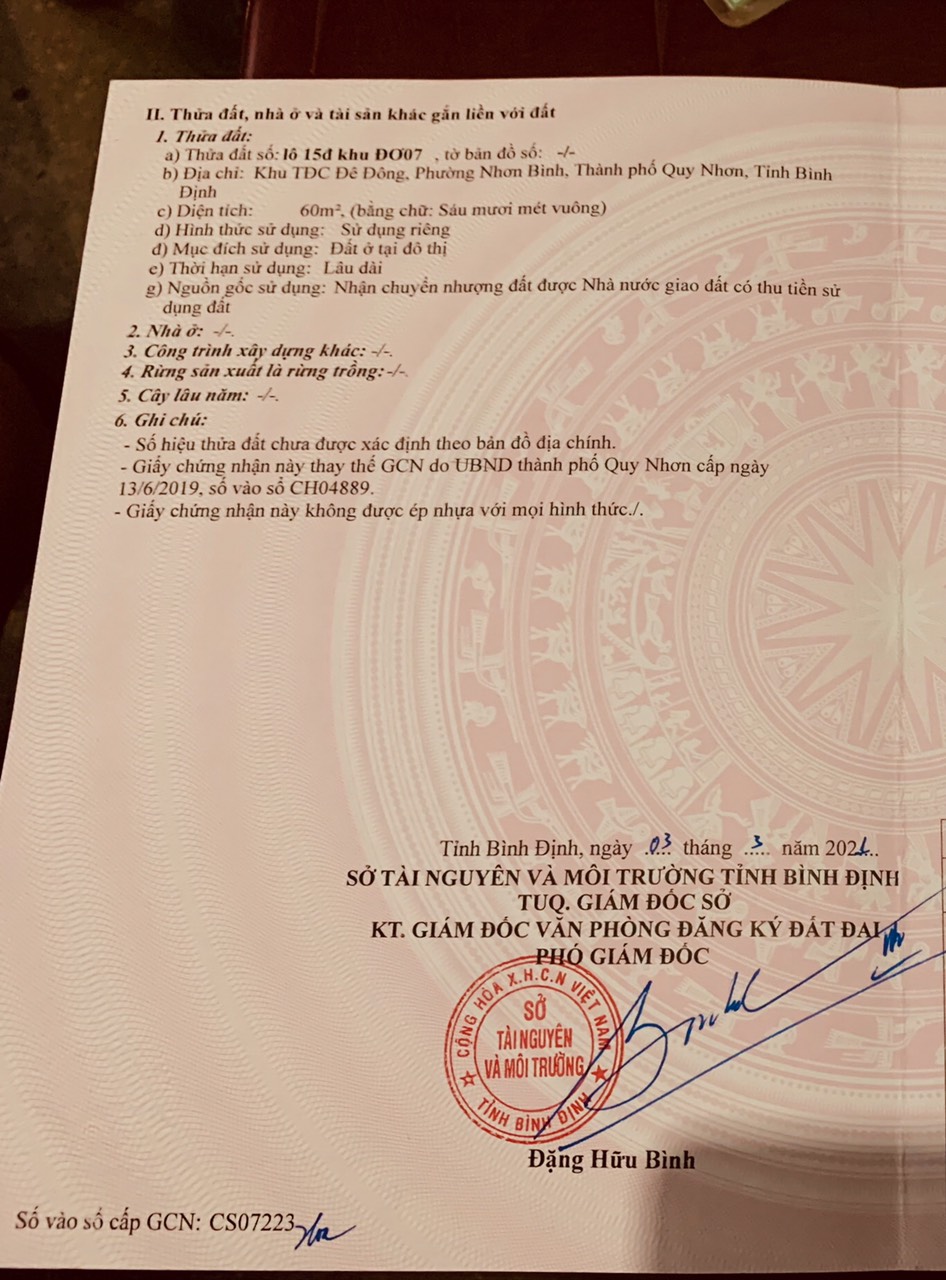 II. Thửa đất, nhà ở và tài sản khác gắn liền với đất
1. Thửa đất:
a) Thửa đất số: lô 15đ khu ĐƠ07 , tờ bản đồ số: -/-
b) Địa chỉ: Khu TĐC Đê Đông, Phường Nhơn Bình, Thành phố Quy Nhơn, Tỉnh Bình
Định
c) Diện tích: 60m², (bằng chữ: Sáu mươi mét vuông)
d) Hình thức sử dụng: Sử dụng riêng
đ) Mục đích sử dụng: Đất ở tại đô thị
e) Thời hạn sử dụng: Lâu dài
g) Nguồn gốc sử dụng: Nhận chuyển nhượng đất được Nhà nước giao đất có thu tiền sử
dụng đất
2. Nhà ở: -/-.
3. Công trình xây dựng khác: -/-.
4. Rừng sản xuất là rừng trồng: -/-.
5. Cây lâu năm: -/-.
6. Ghi chú:
- Số hiệu thửa đất chưa được xác định theo bản đồ địa chính.
- Giấy chứng nhận này thay thế GCN do UBND thành phố Quy Nhơn cấp ngày
13/6/2019, số vào sổ CH04889.
- Giấy chứng nhận này không được ép nhựa với mọi hình thức./.
Tỉnh Bình Định, ngày 03 tháng 3 năm 2021..
SỞ TÀI NGUYÊN VÀ MÔI TRƯỜNG TỈNH BÌNH ĐỊNH
TUQ. GIÁM ĐỐC SỞ
KT. GIÁM ĐỐC VĂN PHÒNG ĐĂNG KÝ ĐẤT ĐAI
PHÓ GIÁM ĐỐC
CỘNG HÒA X.H.C.N VIỆT NAM
SỞ
TÀI NGUYÊN
VÀ MÔI TRƯỜNG
TỈNH BÌNH ĐỊNH
Đặng Hữu Bình
Số vào sổ cấp GCN: CS07223